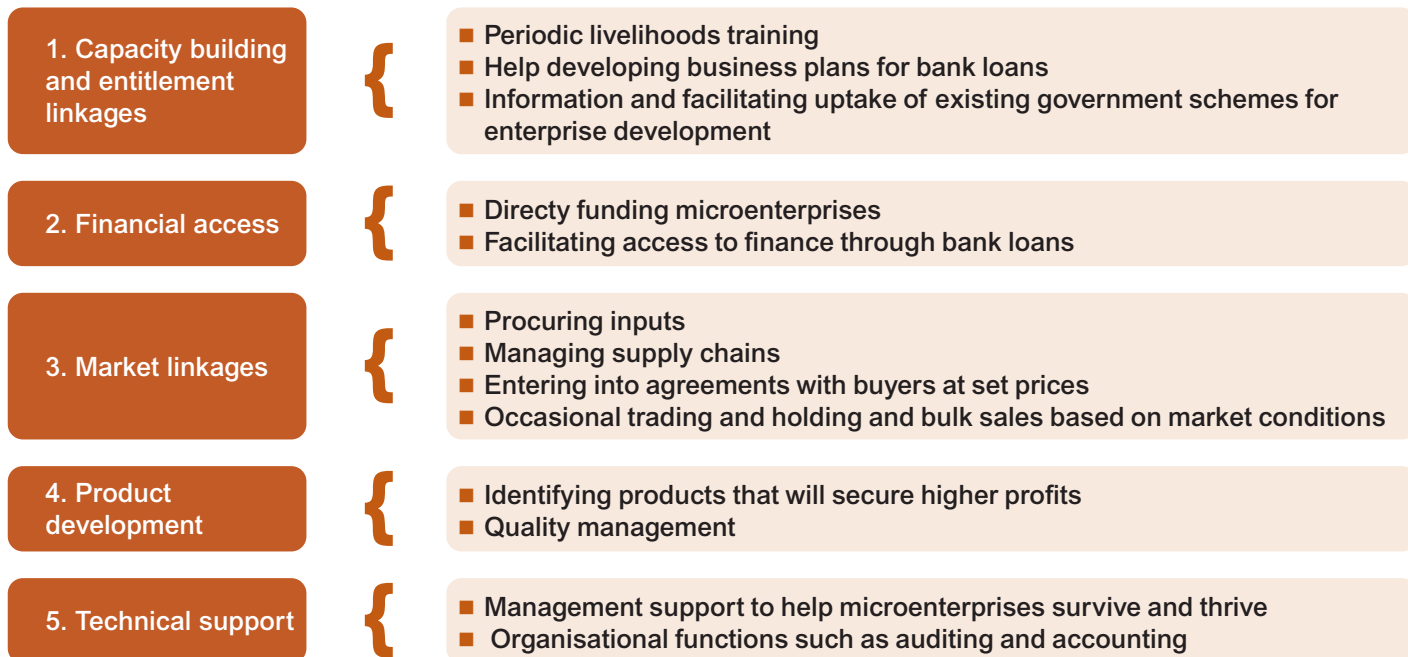 1. Capacity building
and entitlement
linkages
■ Periodic livelihoods training
■ Help developing business plans for bank loans
■ Information and facilitating uptake of existing government schemes for
enterprise development
2. Financial access
■ Directy funding microenterprises
■ Facilitating access to finance through bank loans
3. Market linkages
■ Procuring inputs
■ Managing supply chains
■ Entering into agreements with buyers at set prices
■ Occasional trading and holding and bulk sales based on market conditions
4. Product
development
■ Identifying products that will secure higher profits
■ Quality management
5. Technical support
■ Management support to help microenterprises survive and thrive
■ Organisational functions such as auditing and accounting